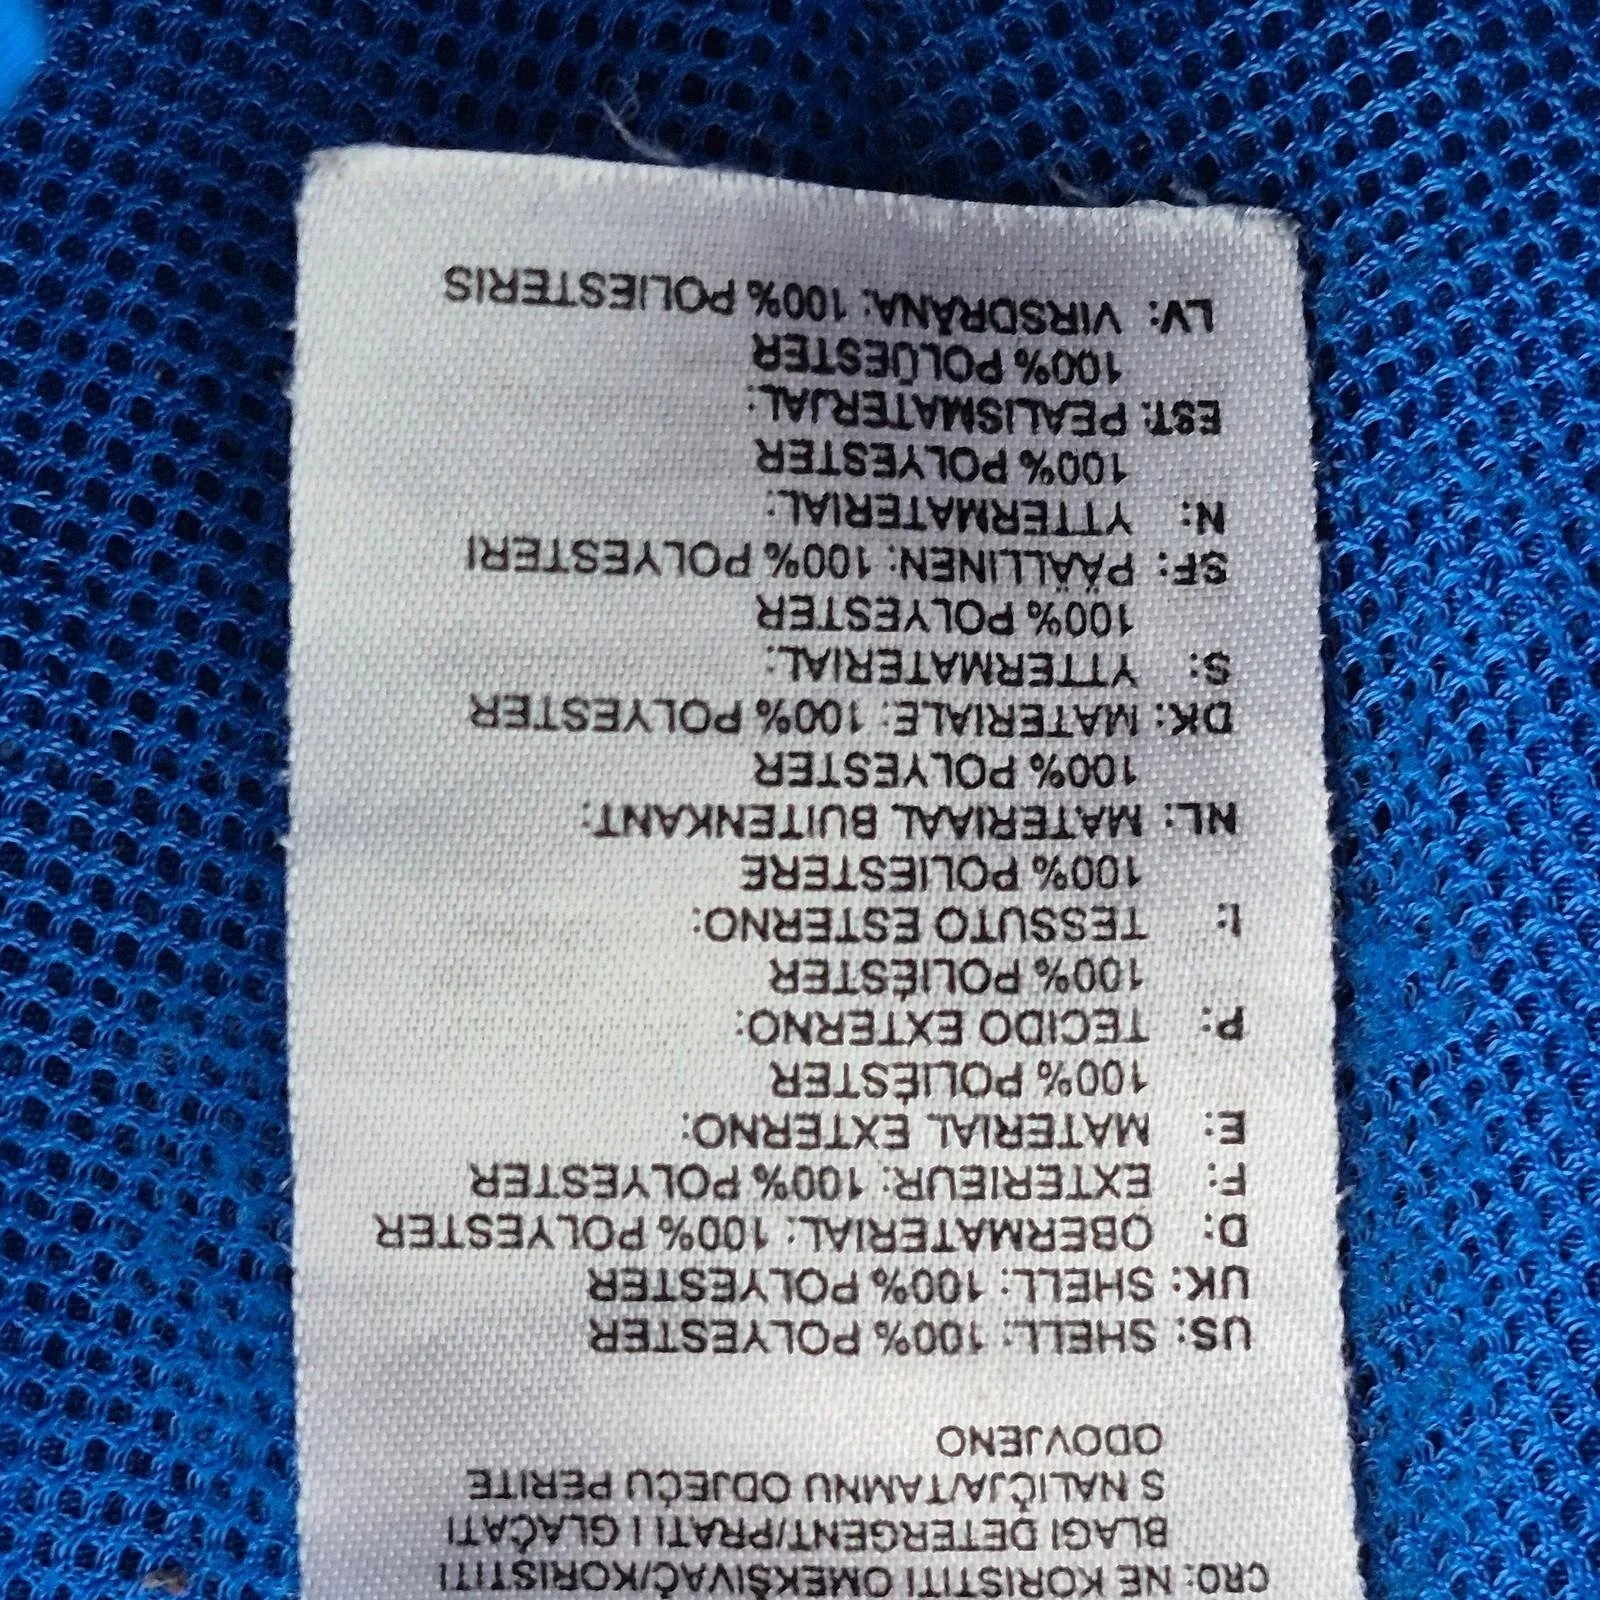 CRO: NE KORISTITI OMEKŠIVAČ/KORISTITI
BLAGI DETERGENT/PRATI I GLAČATI
S NALIČJA/TAMNU ODJEĆU PERITE
ODOVJENO
US: SHELL: 100% POLYESTER
UK: SHELL: 100% POLYESTER
D: OBERMATERIAL: 100% POLYESTER
F: EXTERIEUR: 100% POLYESTER
E: MATERIAL EXTERNO:
100% POLIÉSTER
P: TECIDO EXTERNO:
100% POLIÉSTER
I: TESSUTO ESTERNO:
100% POLIESTERE
NL: MATERIAAL BUITENKANT:
100% POLYESTER
DK: MATERIALE: 100% POLYESTER
S: YTTERMATERIAL:
100% POLYESTER
SF: PÄÄLLINEN: 100% POLYESTERI
N: YTTERMATERIAL:
100% POLYESTER
EST: PEALISMATERJAL:
100% POLÜESTER
LV: VIRSDRĀNA: 100% POLIESTERIS